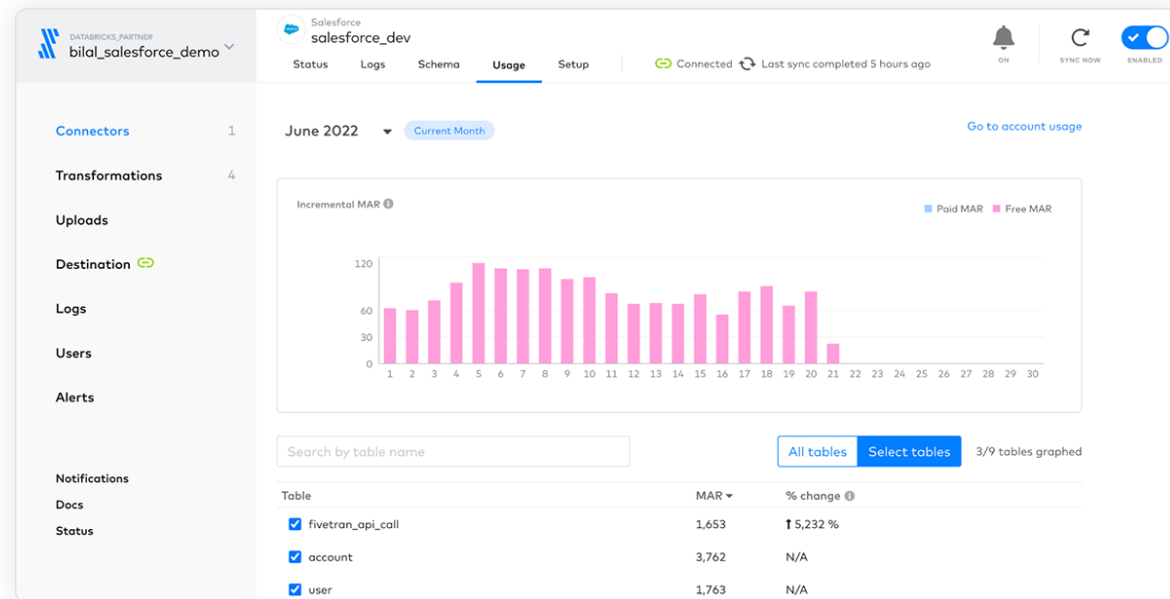 DATABRICKS_PARTNER
bilal_salesforce_demo
Salesforce
salesforce_dev
Status Logs Schema Usage Setup
Connected Last sync completed 5 hours ago
ON
SYNC NOW
ENABLED
Connectors 1
Transformations 4
Uploads
Destination
Logs
Users
Alerts
Notifications
Docs
Status
June 2022 Current Month
Go to account usage
Incremental MAR
Paid MAR Free MAR
120
60
30
0
1 2 3 4 5 6 7 8 9 10 11 12 13 14 15 16 17 18 19 20 21 22 23 24 25 26 27 28 29 30
Search by table name
All tables Select tables 3/9 tables graphed
Table MAR % change
fivetran_api_call 1,653 5,232 %
account 3,762 N/A
user 1,763 N/A